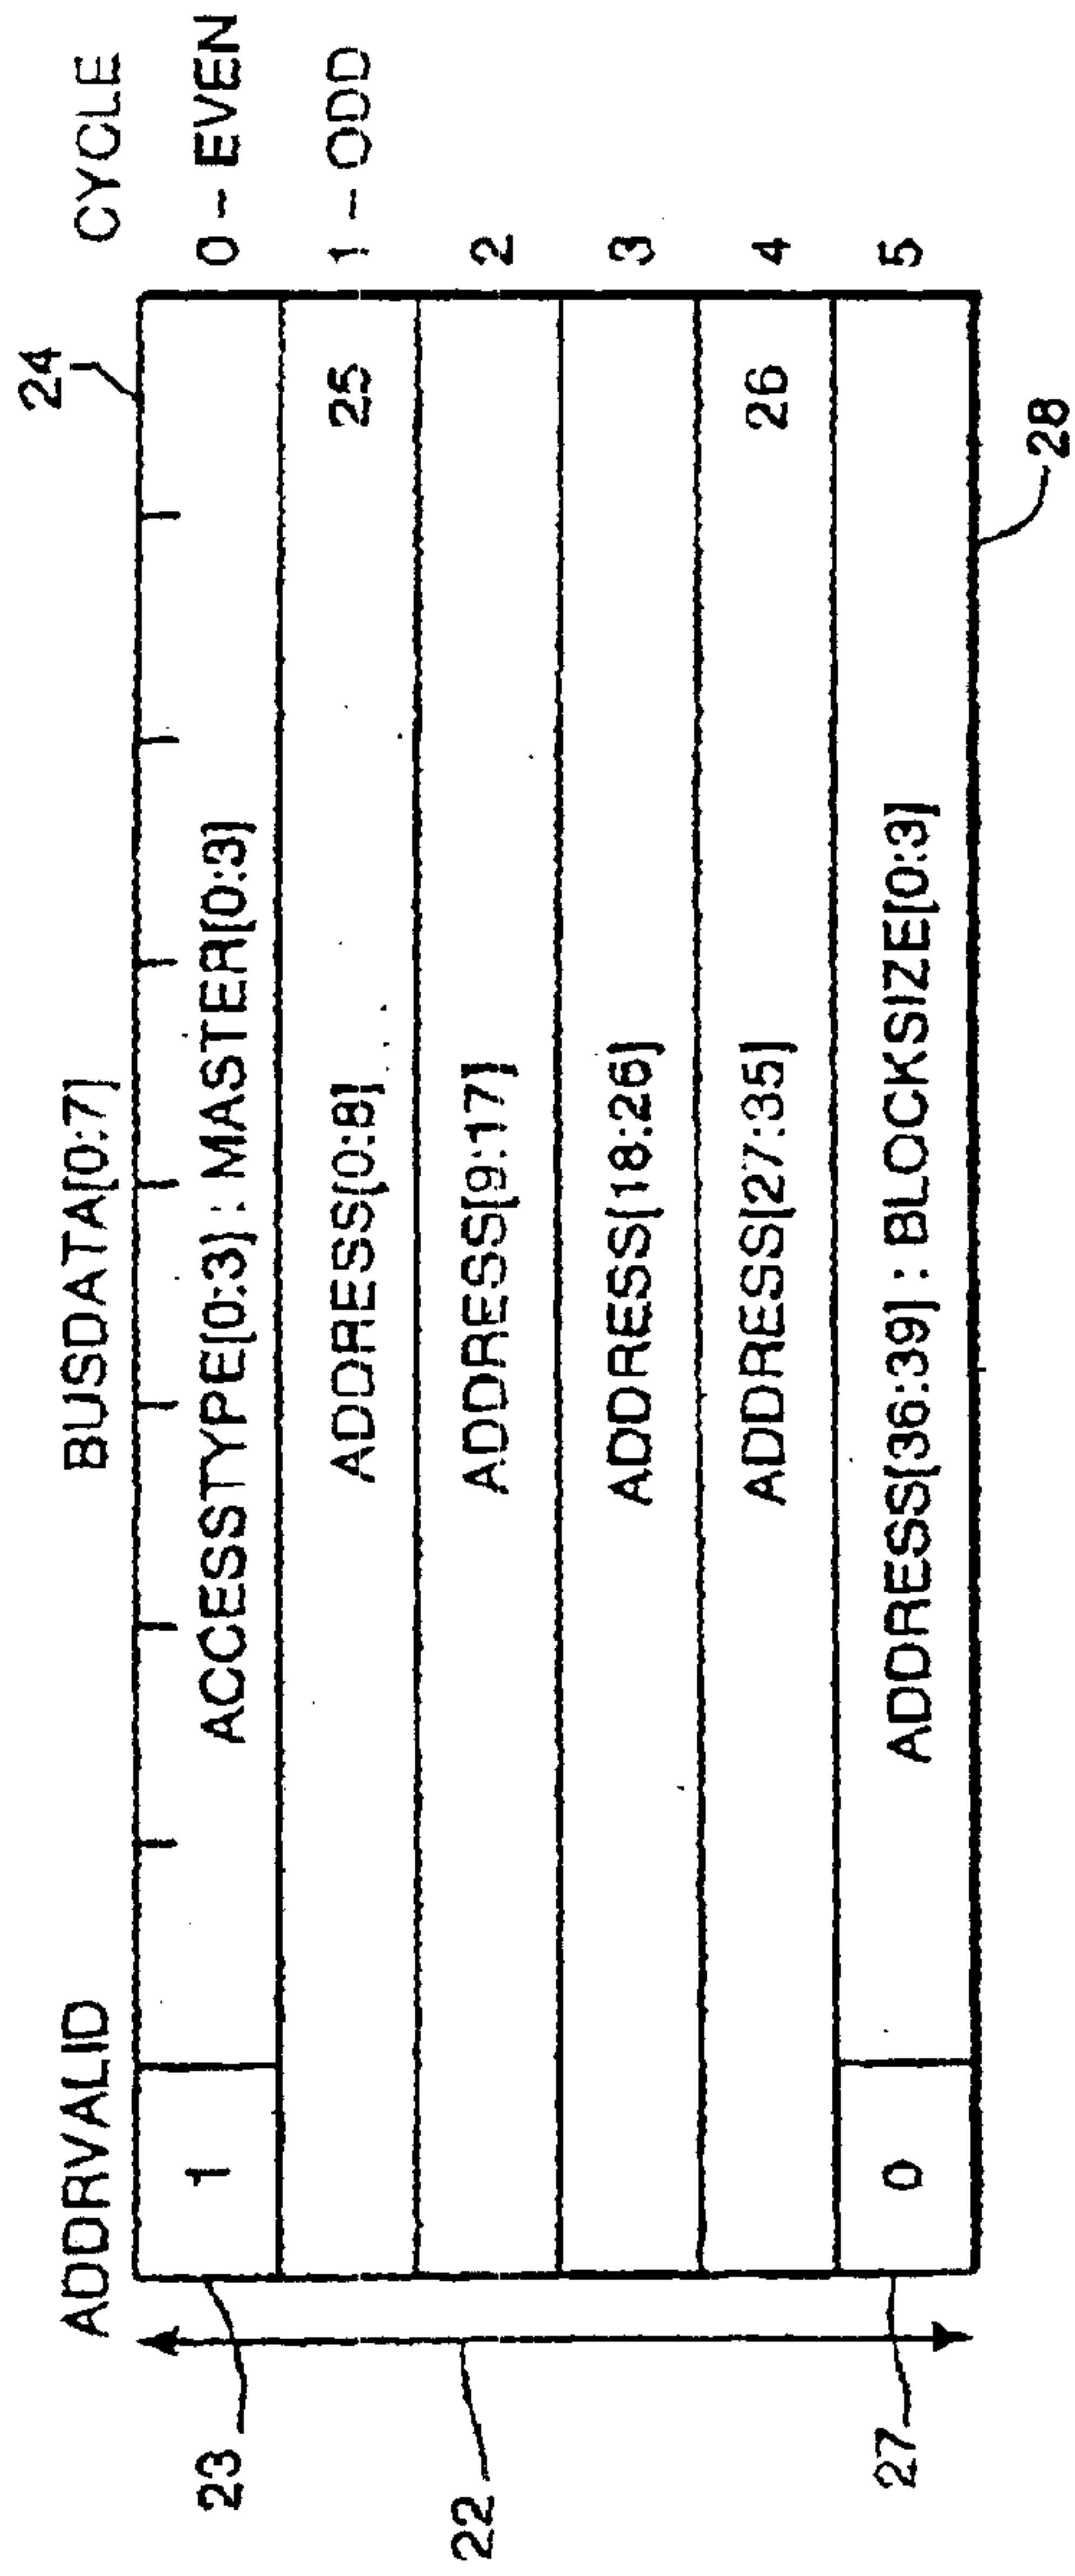 ADDRVALID BUSDATA[0:7] CYCLE
24
1 ACCESSTYPE[0:3] : MASTER[0:3] 0 - EVEN
23
ADDRESS[0:8] 25 1 - ODD
22
ADDRESS[9:17] 2
ADDRESS[18:26] 3
ADDRESS[27:35] 26 4
0 ADDRESS[36:39] : BLOCKSIZE[0:3] 5
27
28